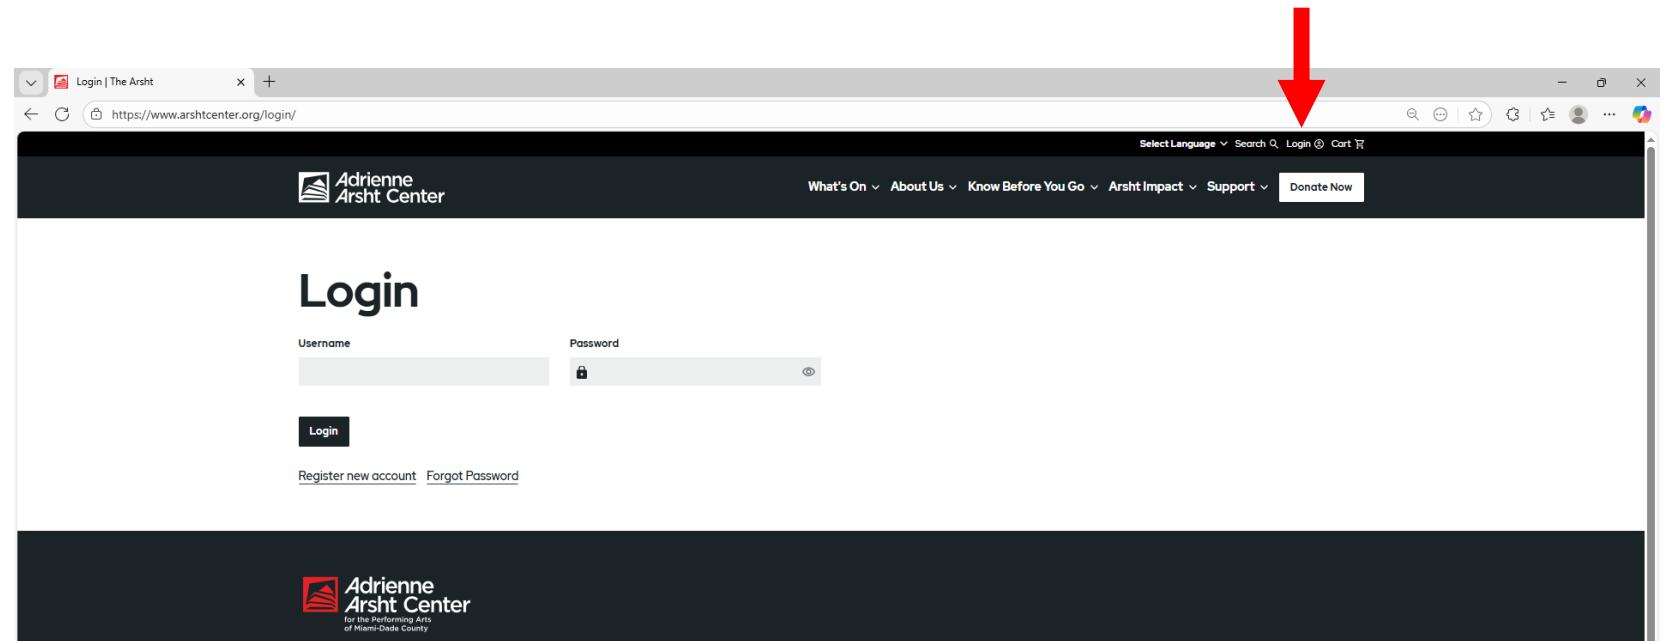 Login | The Arsht
https://www.arshtcenter.org/login/
Select Language Search Login Cart
Adrienne
Arsht Center
What's On About Us Know Before You Go Arsht Impact Support Donate Now
Login
Username Password
Login
Register new account Forgot Password
Adrienne
Arsht Center
for the Performing Arts
of Miami-Dade County